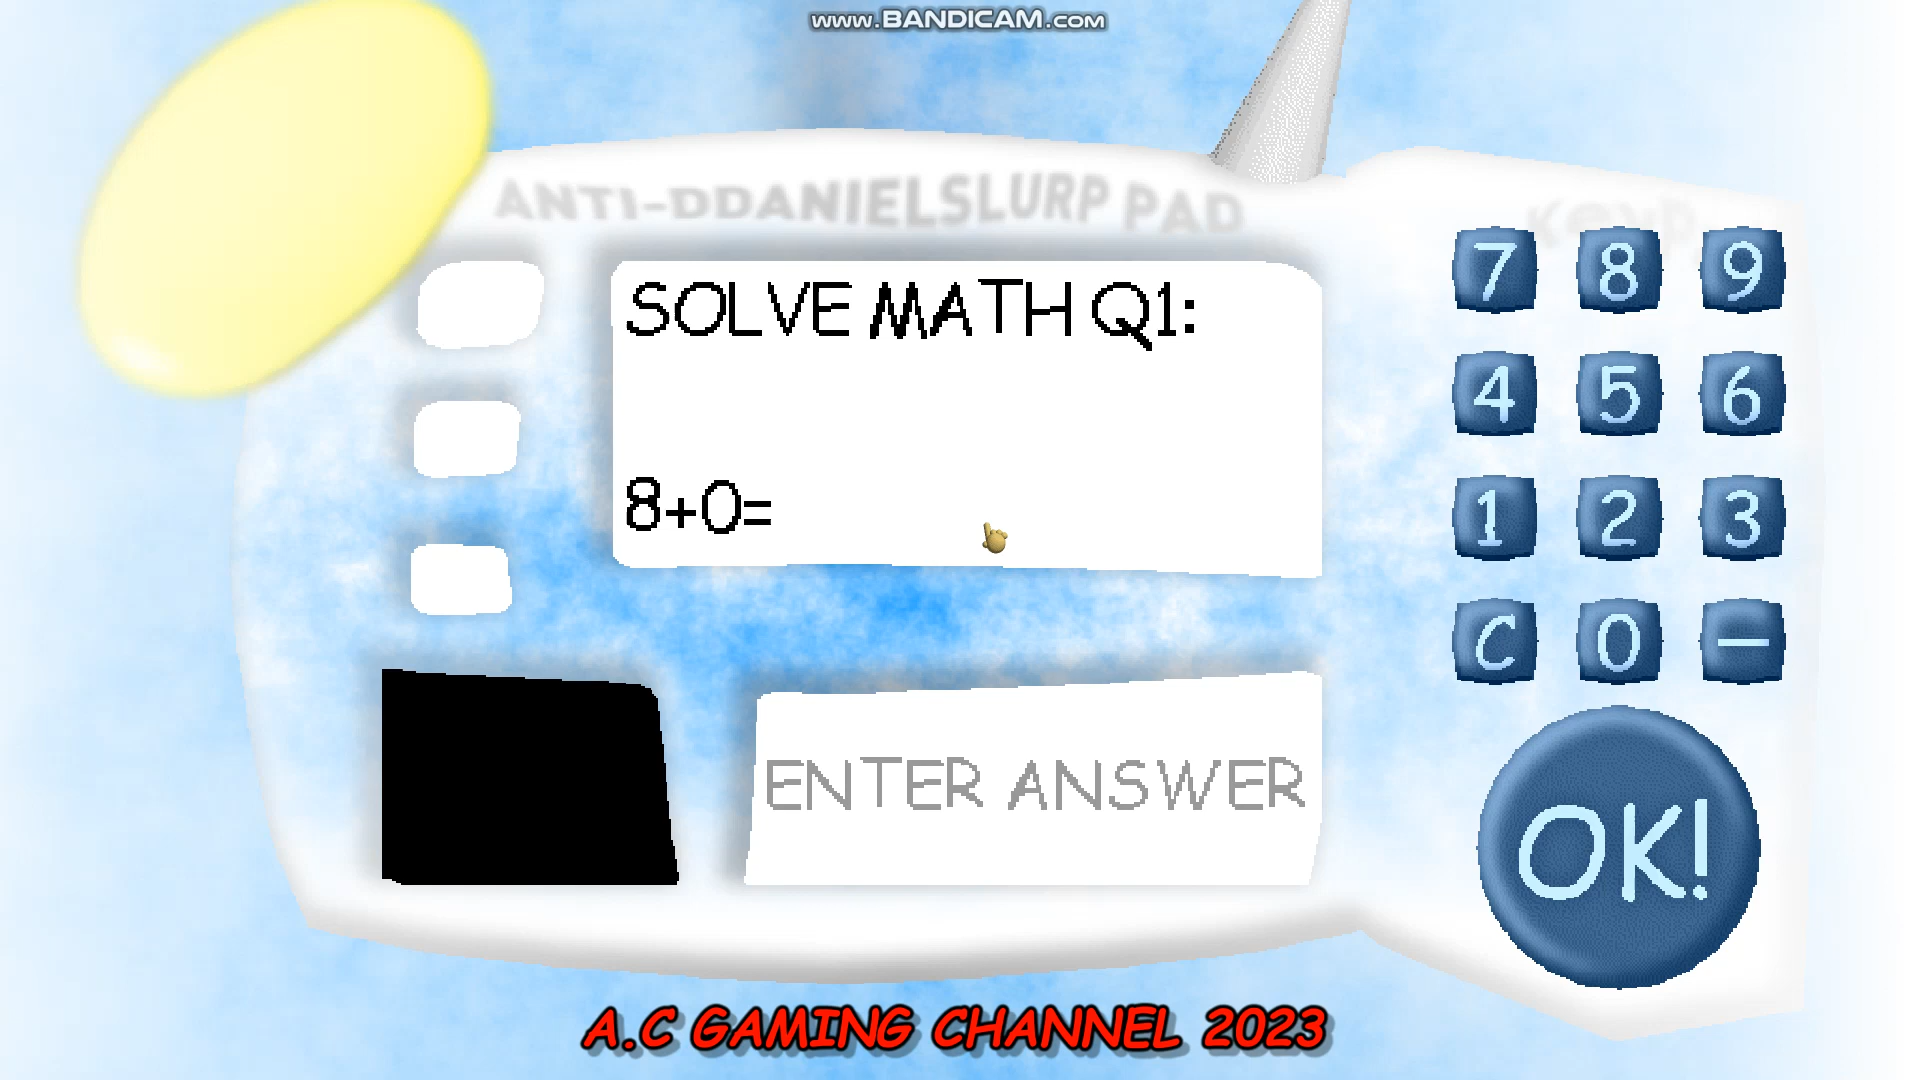 www.BANDICAM.com
ANTI-DDANIELSLURP PAD
SOLVE MATH Q1:
8+0=
ENTER ANSWER
7 8 9
4 5 6
1 2 3
C 0 —
OK!
A.C GAMING CHANNEL 2023